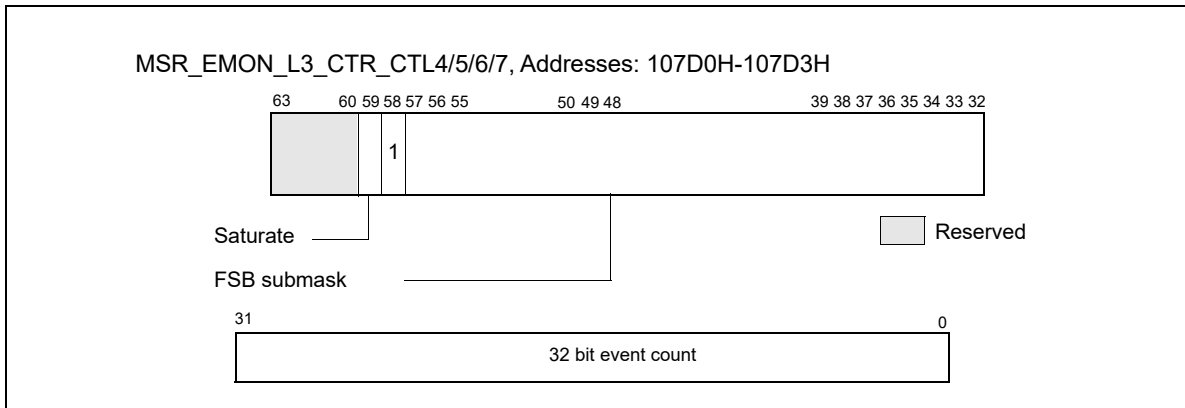 MSR_EMON_L3_CTR_CTL4/5/6/7, Addresses: 107D0H-107D3H
63 60 59 58 57 56 55 50 49 48 39 38 37 36 35 34 33 32
1
Saturate
Reserved
FSB submask
31 0
32 bit event count